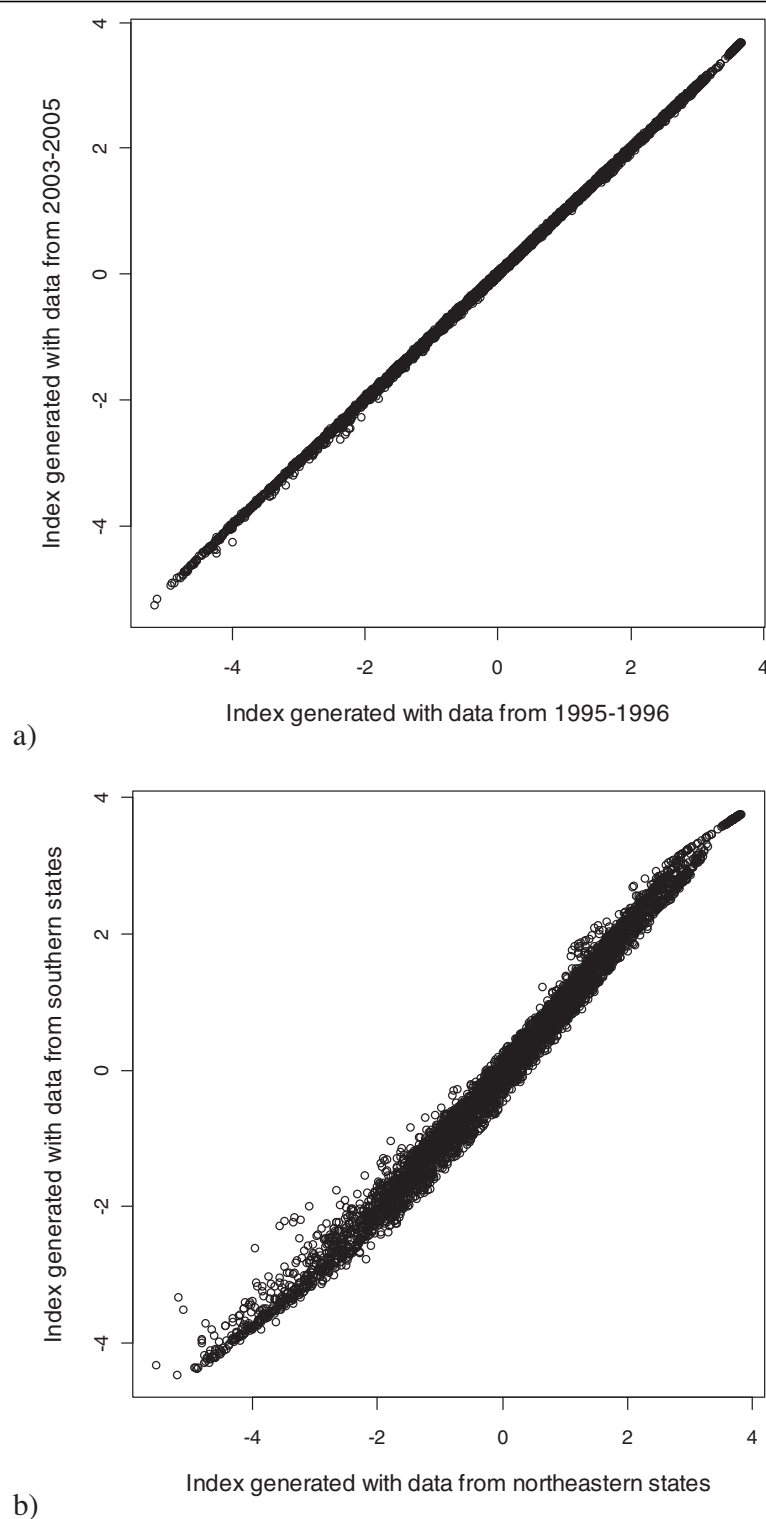 4
2
0
-2
-4
Index generated with data from 2003-2005
-4 -2 0 2 4
Index generated with data from 1995-1996
a)
4
2
0
-2
-4
Index generated with data from southern states
-4 -2 0 2 4
Index generated with data from northeastern states
b)